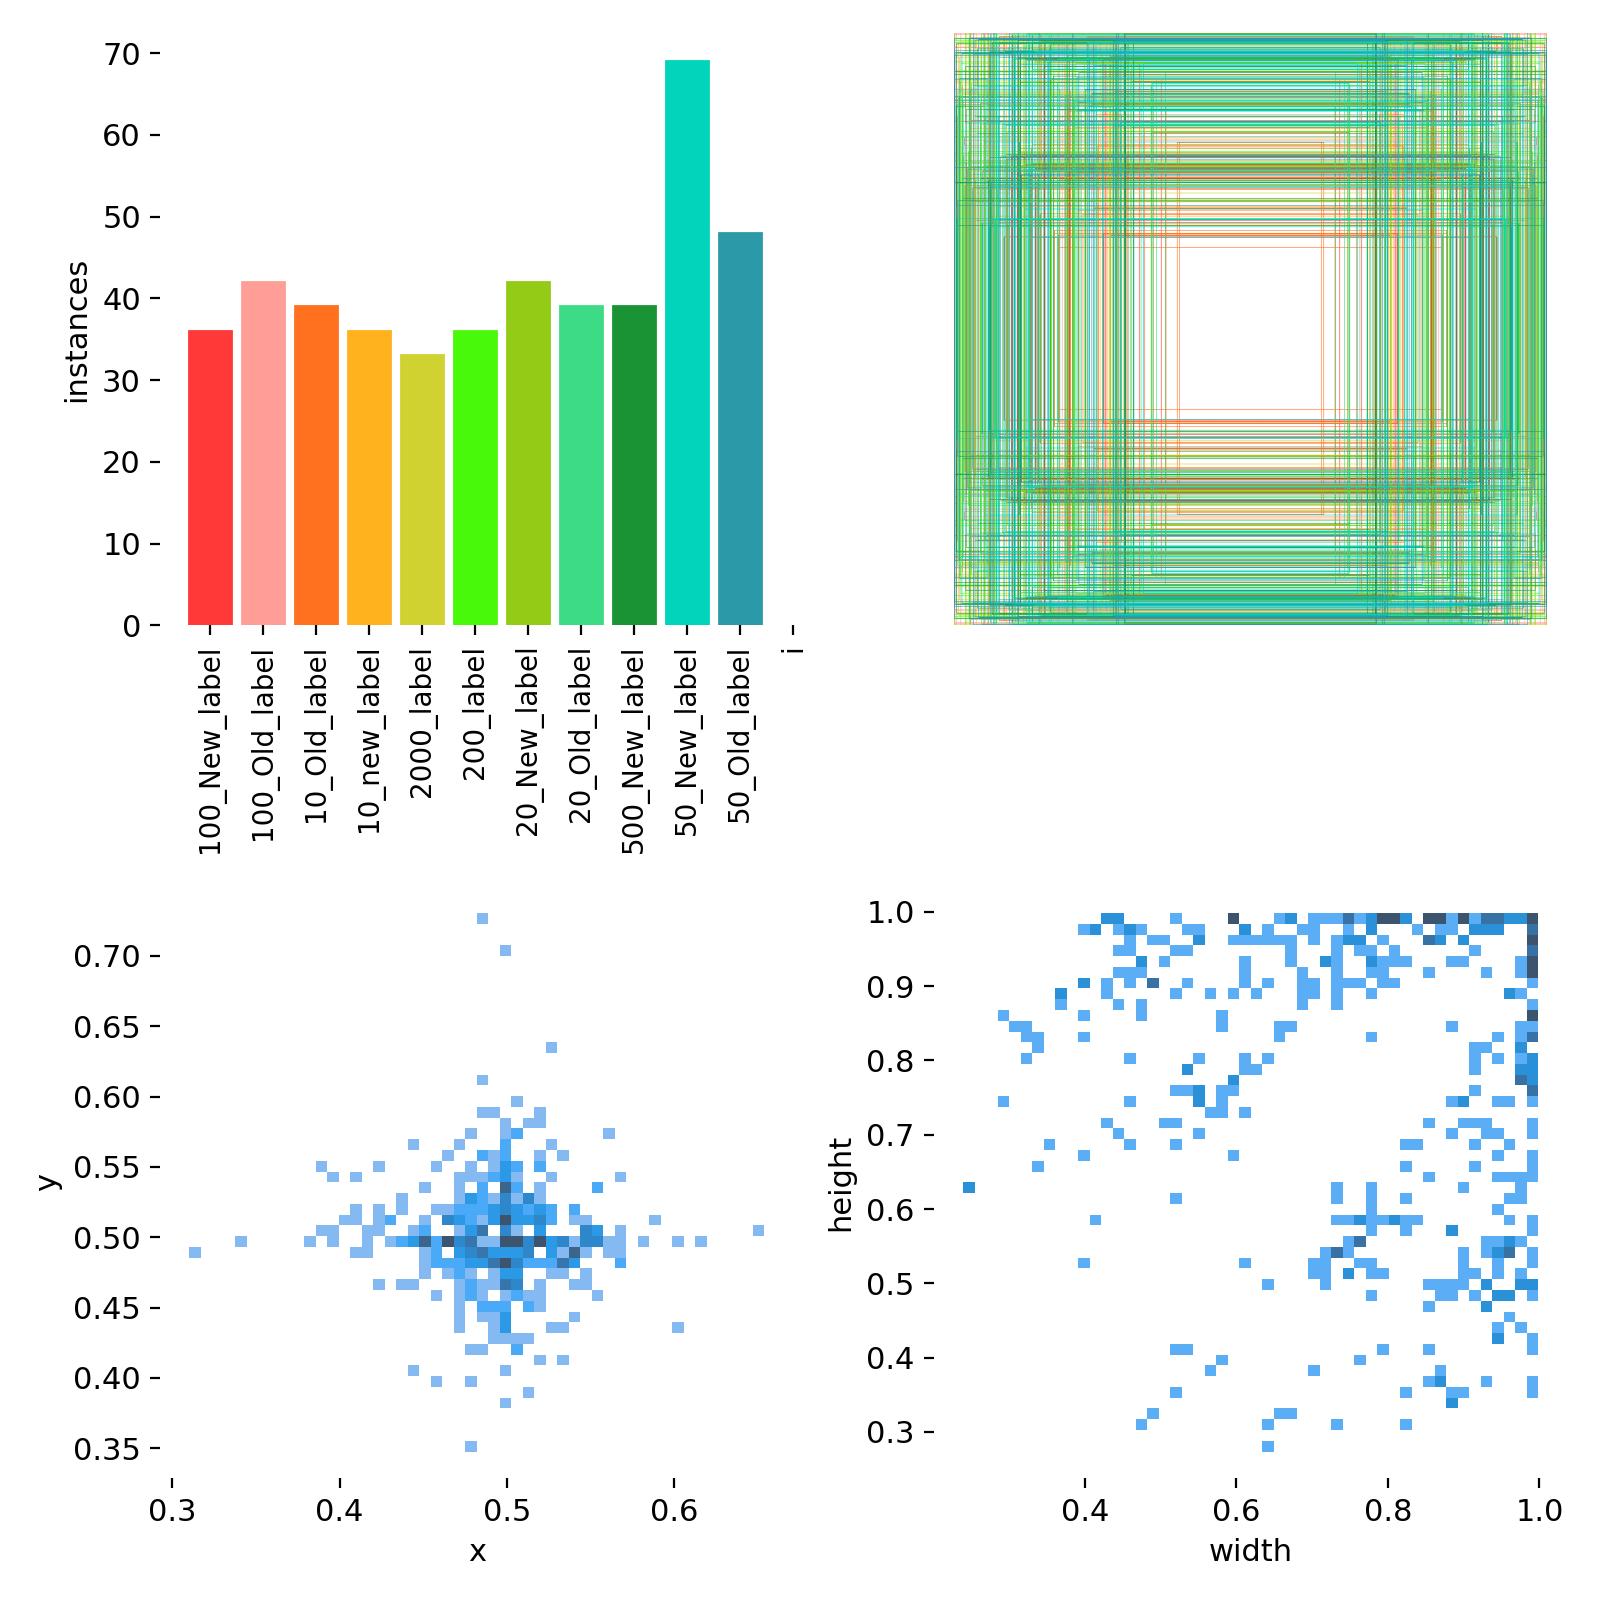 70
60
50
40
30
20
10
0
instances
100_New_label
100_Old_label
10_Old_label
10_new_label
2000_label
200_label
20_New_label
20_Old_label
500_New_label
50_New_label
50_Old_label
i
0.70
0.65
0.60
0.55
0.50
0.45
0.40
0.35
y
0.3 0.4 0.5 0.6
x
1.0
0.9
0.8
0.7
0.6
0.5
0.4
0.3
height
0.4 0.6 0.8 1.0
width